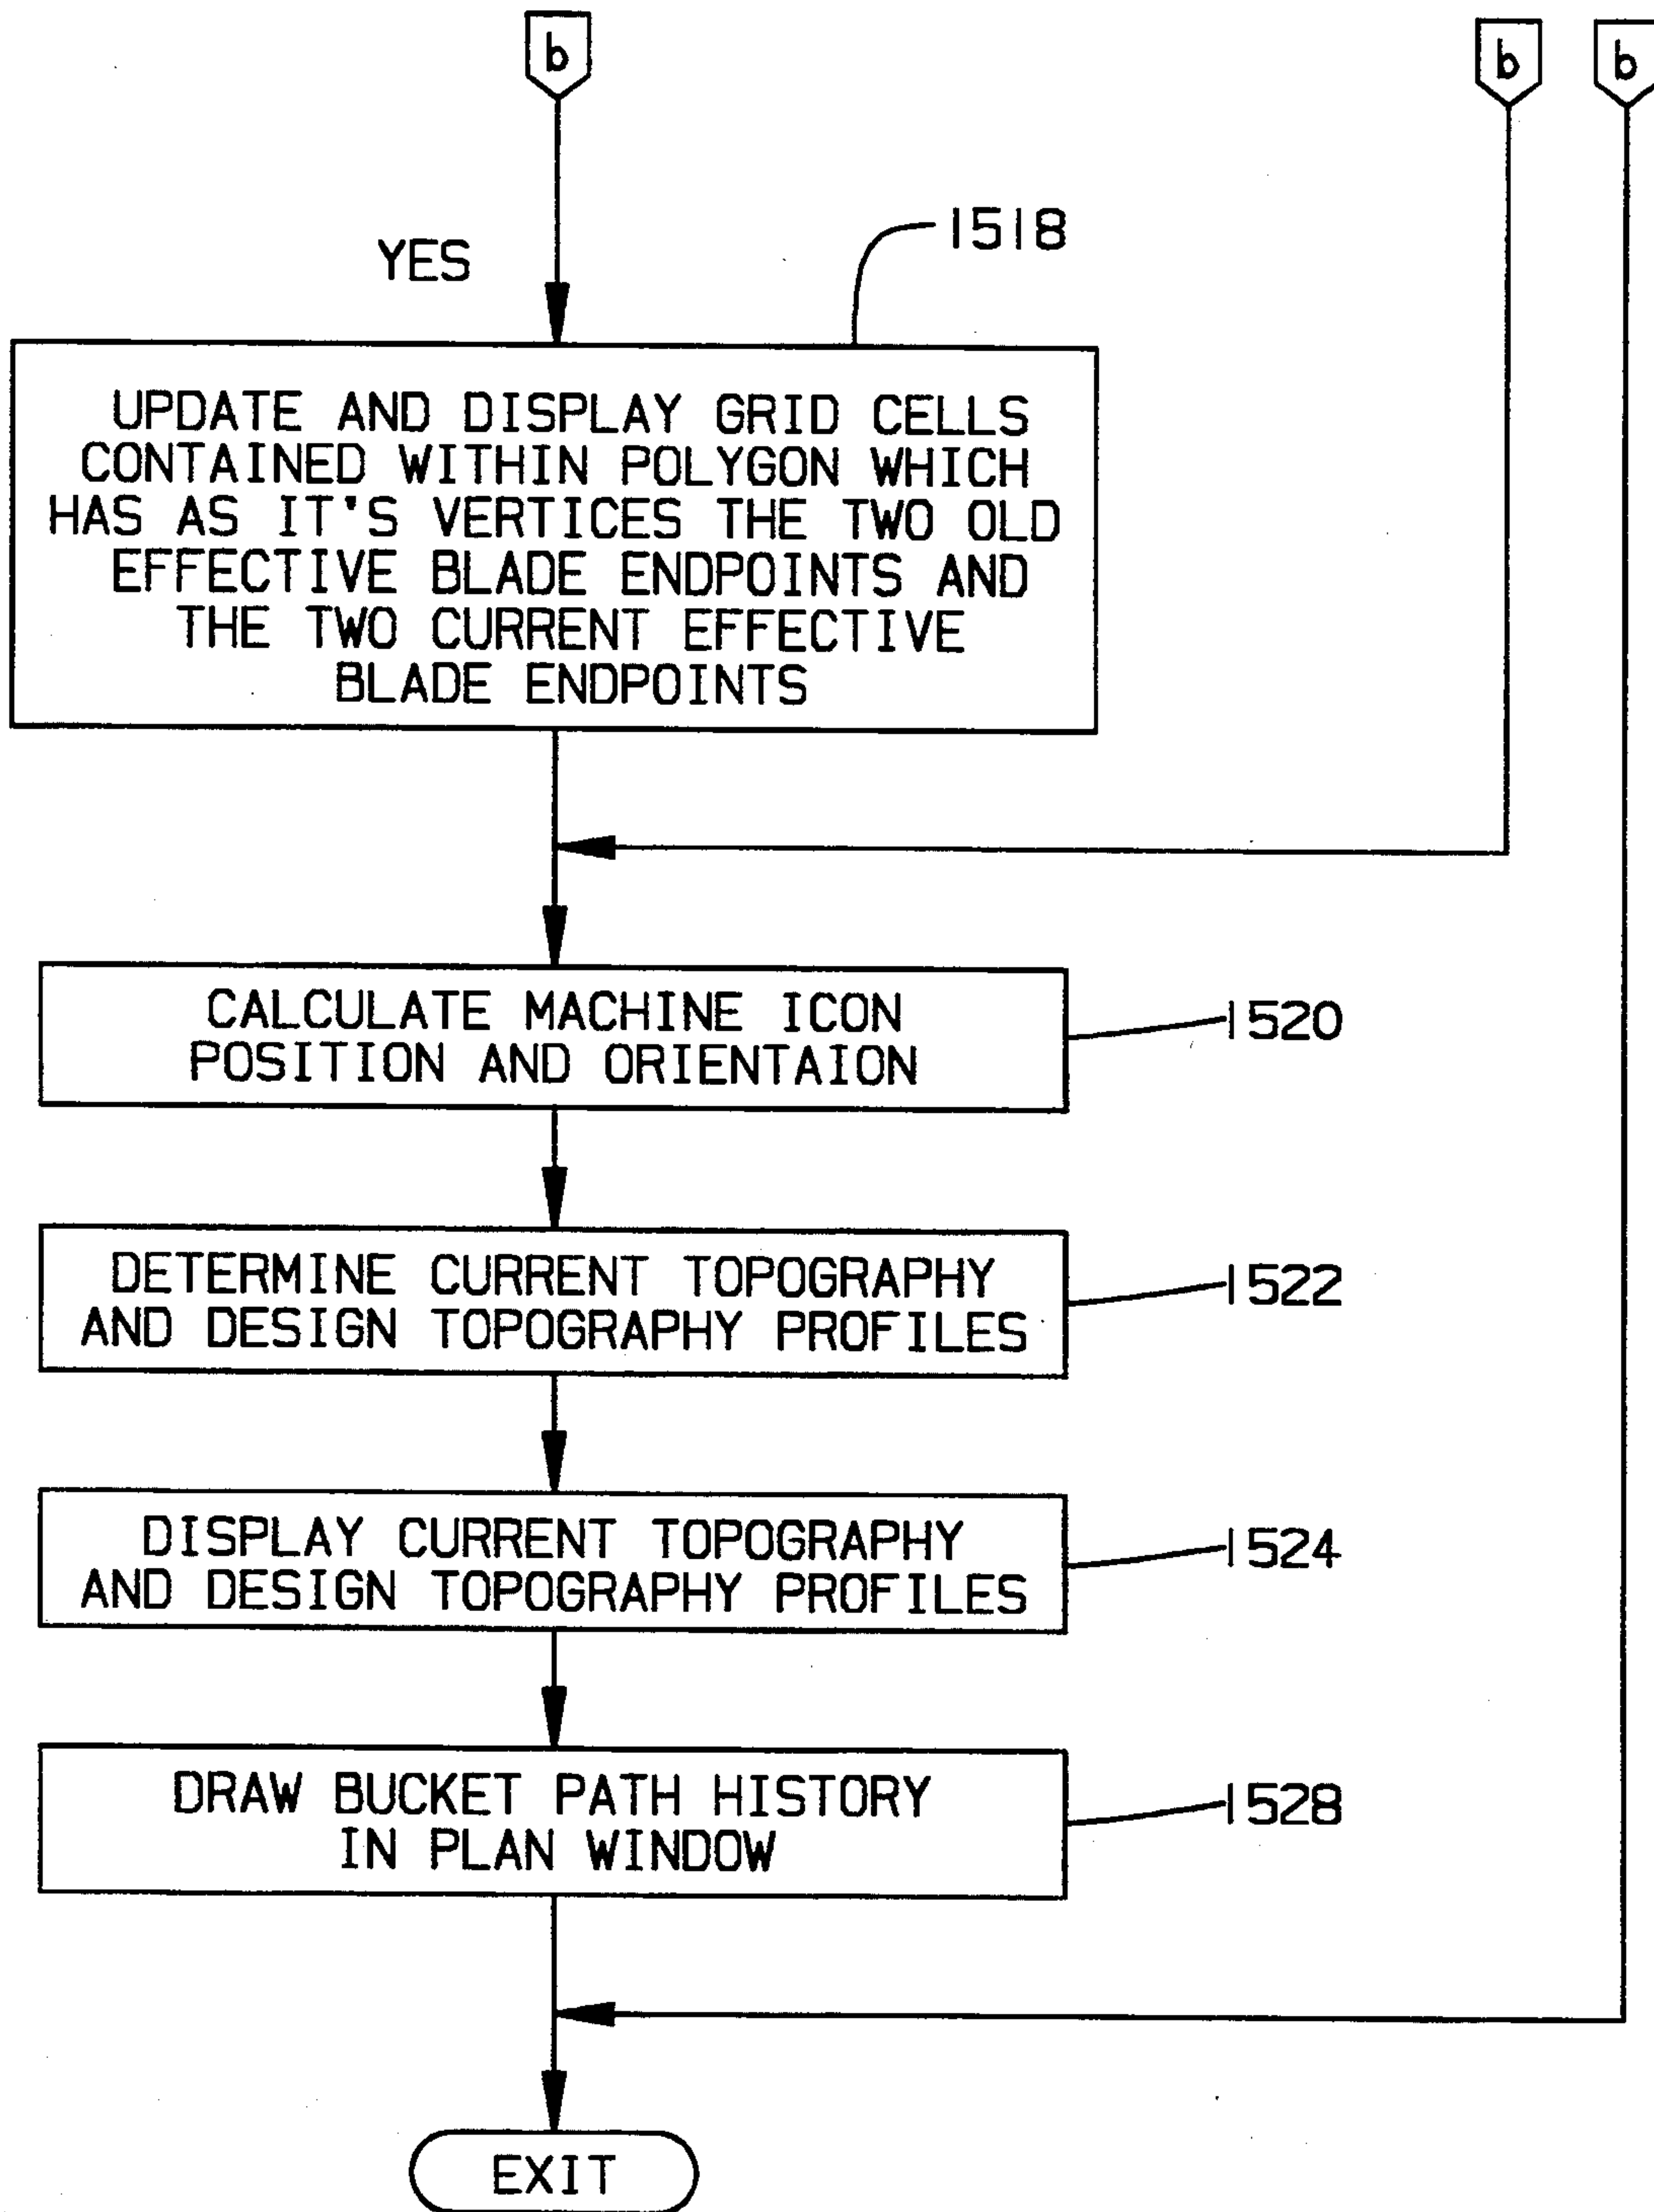 b
b
b
YES
1518
UPDATE AND DISPLAY GRID CELLS
CONTAINED WITHIN POLYGON WHICH
HAS AS IT'S VERTICES THE TWO OLD
EFFECTIVE BLADE ENDPOINTS AND
THE TWO CURRENT EFFECTIVE
BLADE ENDPOINTS
CALCULATE MACHINE ICON
POSITION AND ORIENTAION
1520
DETERMINE CURRENT TOPOGRAPHY
AND DESIGN TOPOGRAPHY PROFILES
1522
DISPLAY CURRENT TOPOGRAPHY
AND DESIGN TOPOGRAPHY PROFILES
1524
DRAW BUCKET PATH HISTORY
IN PLAN WINDOW
1528
EXIT